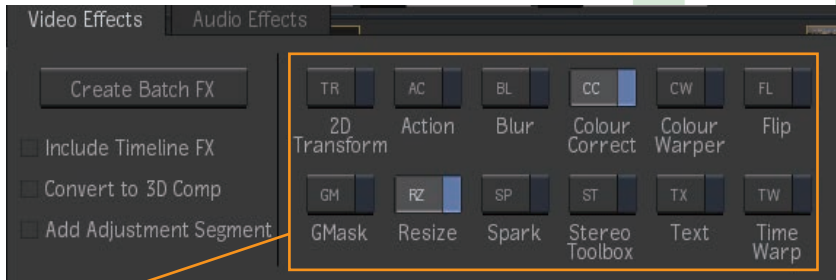 Video Effects
Audio Effects
Create Batch FX
Include Timeline FX
Convert to 3D Comp
Add Adjustment Segment
TR
AC
BL
CC
CW
FL
2D
Transform
Action
Blur
Colour
Correct
Colour
Warper
Flip
GM
RZ
SP
ST
TX
TW
GMask
Resize
Spark
Stereo
Toolbox
Text
Time
Warp